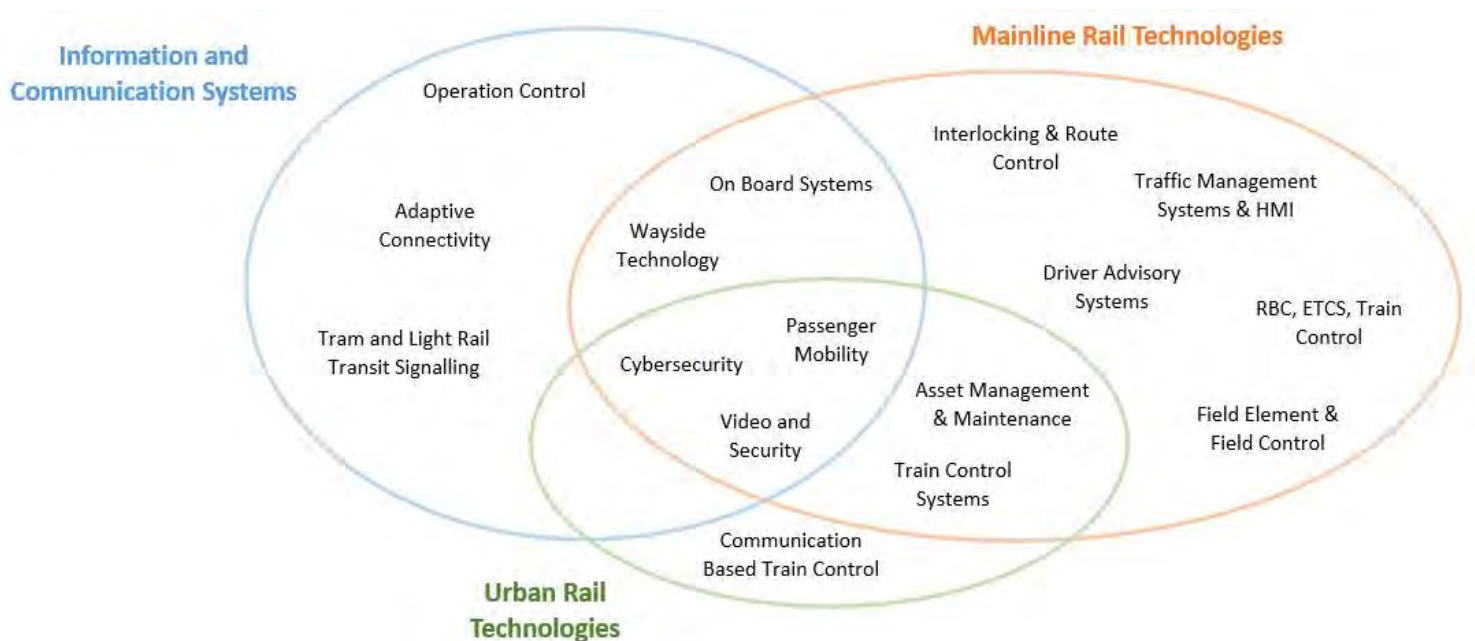 Information and
Communication Systems
Mainline Rail Technologies
Operation Control
Interlocking & Route
Control
On Board Systems
Traffic Management
Systems & HMI
Adaptive
Connectivity
Wayside
Technology
Driver Advisory
Systems
RBC, ETCS, Train
Control
Passenger
Mobility
Tram and Light Rail
Transit Signalling
Cybersecurity
Asset Management
& Maintenance
Field Element &
Field Control
Video and
Security
Train Control
Systems
Communication
Based Train Control
Urban Rail
Technologies